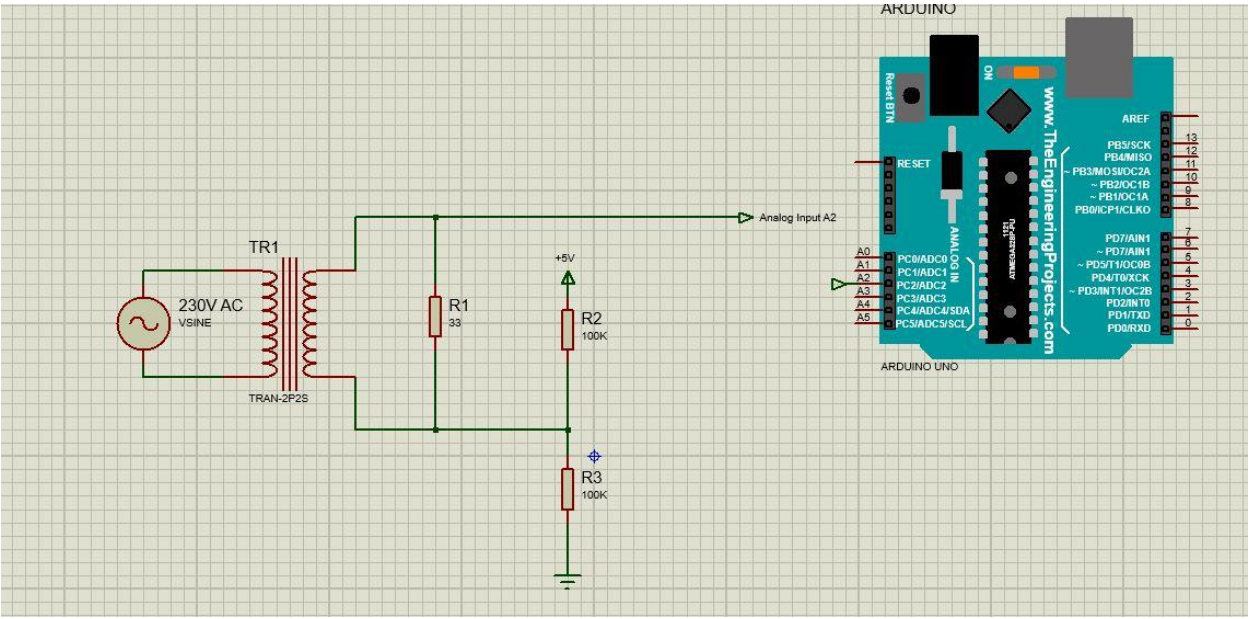 ARDUINO
ON
Reset BTN
www.TheEngineeringProjects.com
AREF
PB5/SCK 13
PB4/MISO 12
~ PB3/MOSI/OC2A 11
~ PB2/OC1B 10
~ PB1/OC1A 9
PB0/ICP1/CLKO 8
RESET
1121
ATMEGA328P-PU
ANALOG IN
PD7/AIN1 7
~ PD7/AIN1 6
~ PD5/T1/OC0B 5
PD4/T0/XCK 4
~ PD3/INT1/OC2B 3
PD2/INT0 2
PD1/TXD 1
PD0/RXD 0
A0 PC0/ADC0
A1 PC1/ADC1
A2 PC2/ADC2
A3 PC3/ADC3
A4 PC4/ADC4/SDA
A5 PC5/ADC5/SCL
ARDUINO UNO
Analog Input A2
TR1
230V AC
VSINE
TRAN-2P2S
R1
33
+5V
R2
100K
R3
100K